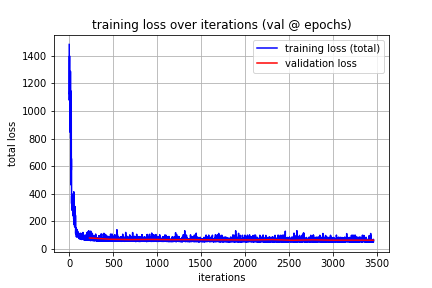 training loss over iterations (val @ epochs)
training loss (total)
validation loss
total loss
1400
1200
1000
800
600
400
200
0
0 500 1000 1500 2000 2500 3000 3500
iterations